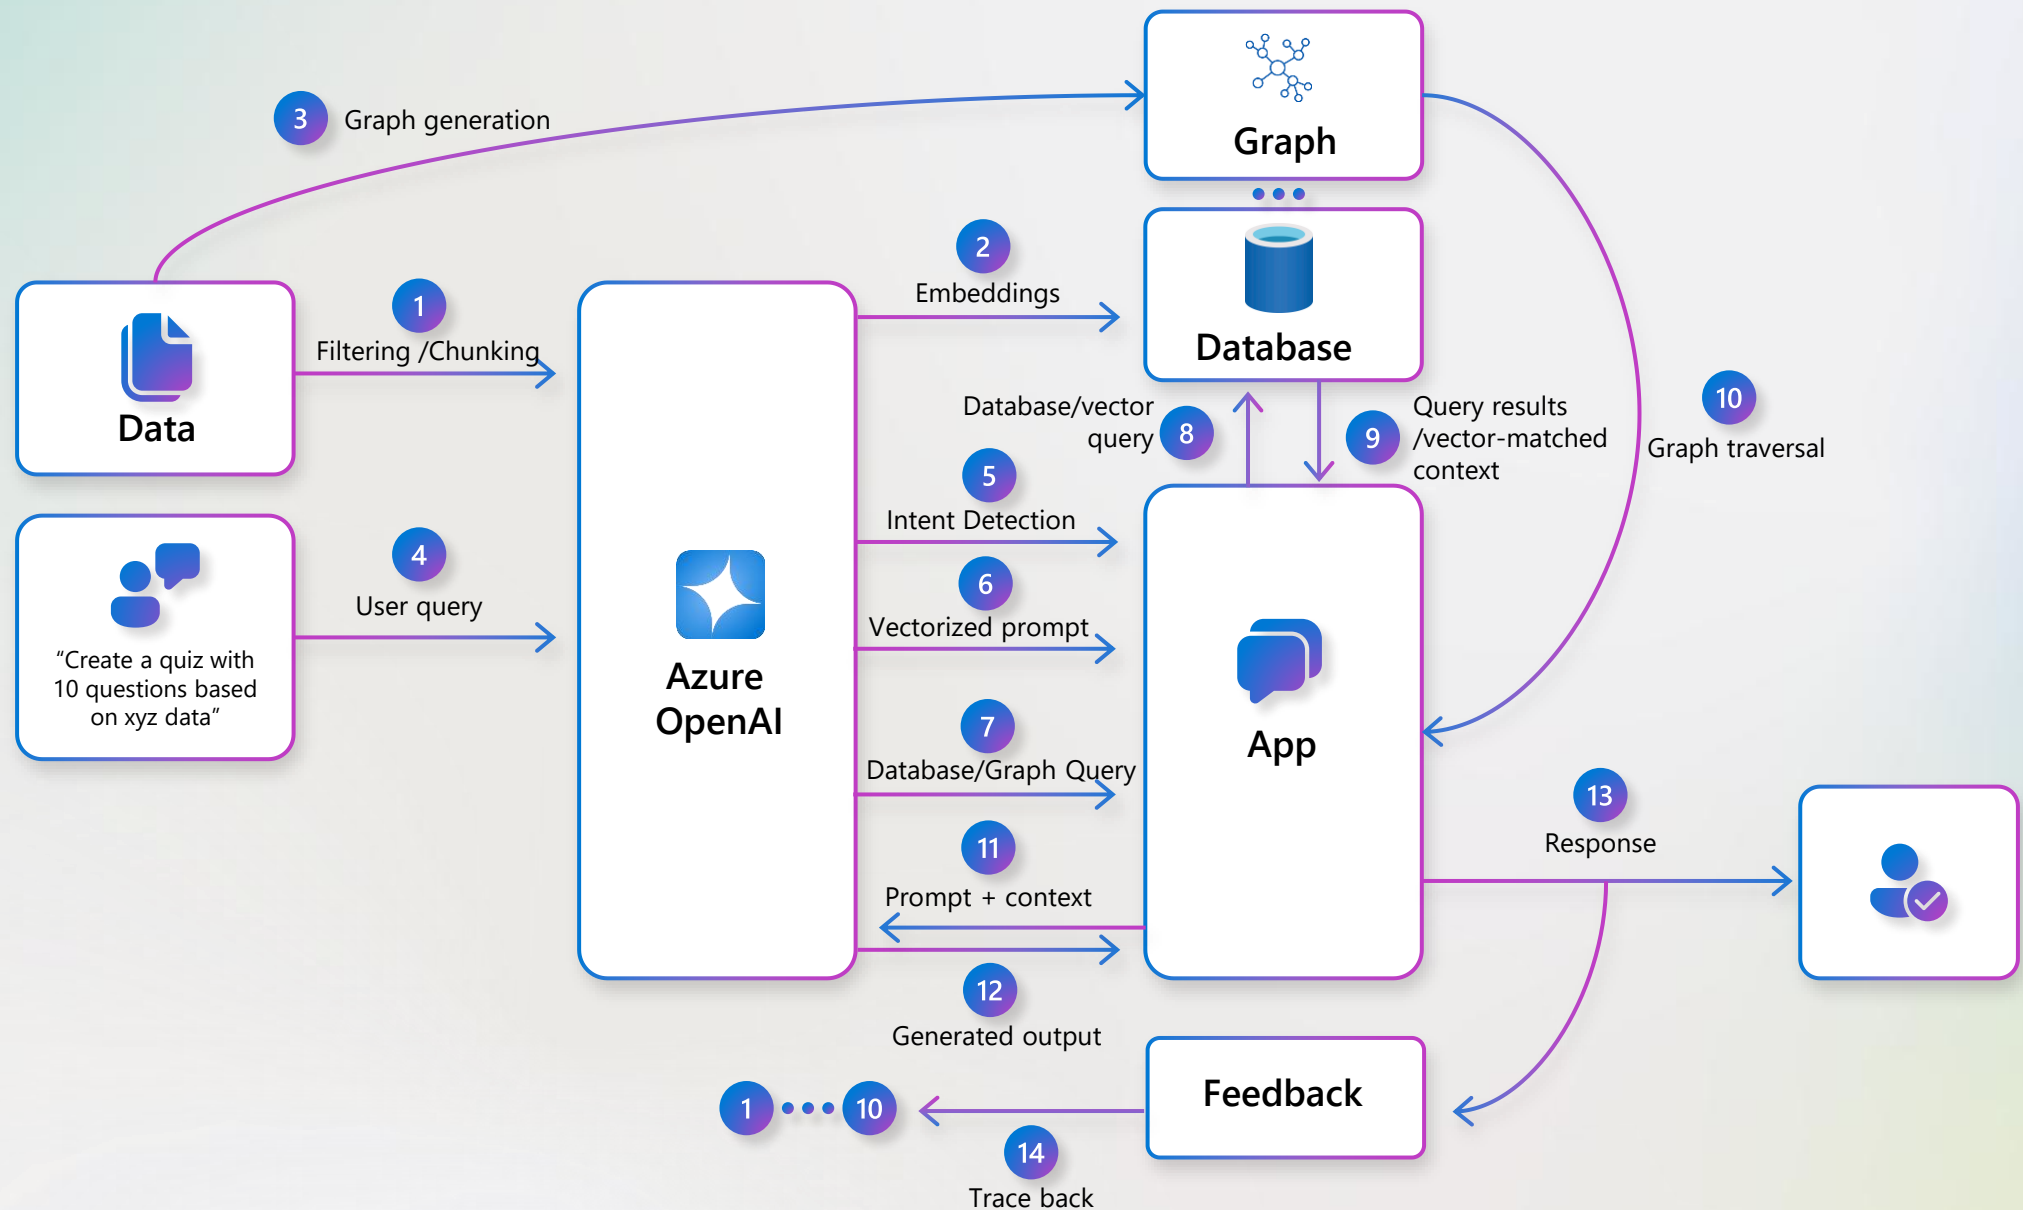 Graph
3
Graph generation
2
Embeddings
Database
1
Filtering /Chunking
Data
Database/vector
query
8
9
Query results
/vector-matched
context
10
Graph traversal
5
Intent Detection
4
User query
6
Vectorized prompt
“Create a quiz with
10 questions based
on xyz data”
Azure
OpenAI
7
Database/Graph Query
App
13
Response
11
Prompt + context
12
Generated output
Feedback
1
10
14
Trace back